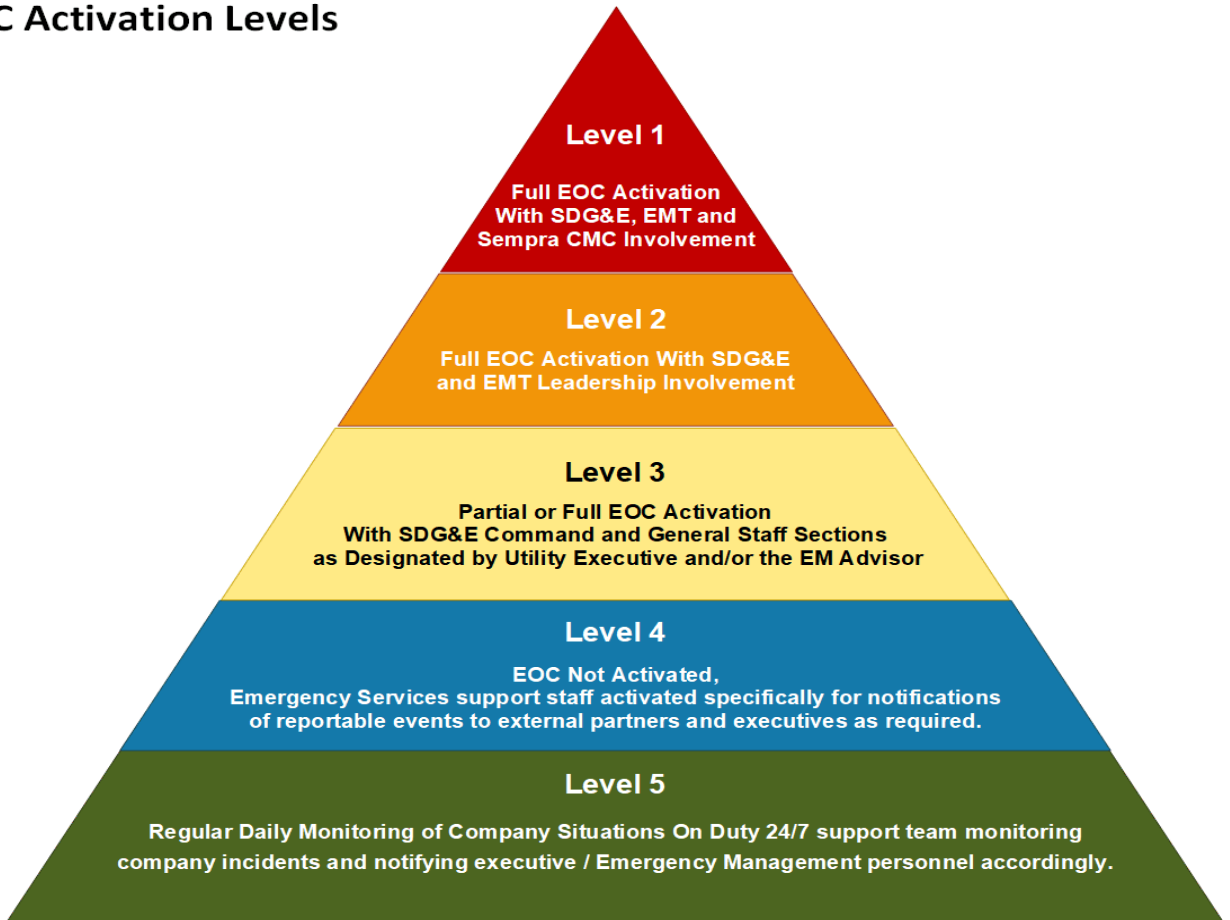 C Activation Levels
Level 1
Full EOC Activation
With SDG&E, EMT and
Sempra CMC Involvement
Level 2
Full EOC Activation With SDG&E
and EMT Leadership Involvement
Level 3
Partial or Full EOC Activation
With SDG&E Command and General Staff Sections
as Designated by Utility Executive and/or the EM Advisor
Level 4
EOC Not Activated,
Emergency Services support staff activated specifically for notifications
of reportable events to external partners and executives as required.
Level 5
Regular Daily Monitoring of Company Situations On Duty 24/7 support team monitoring
company incidents and notifying executive / Emergency Management personnel accordingly.